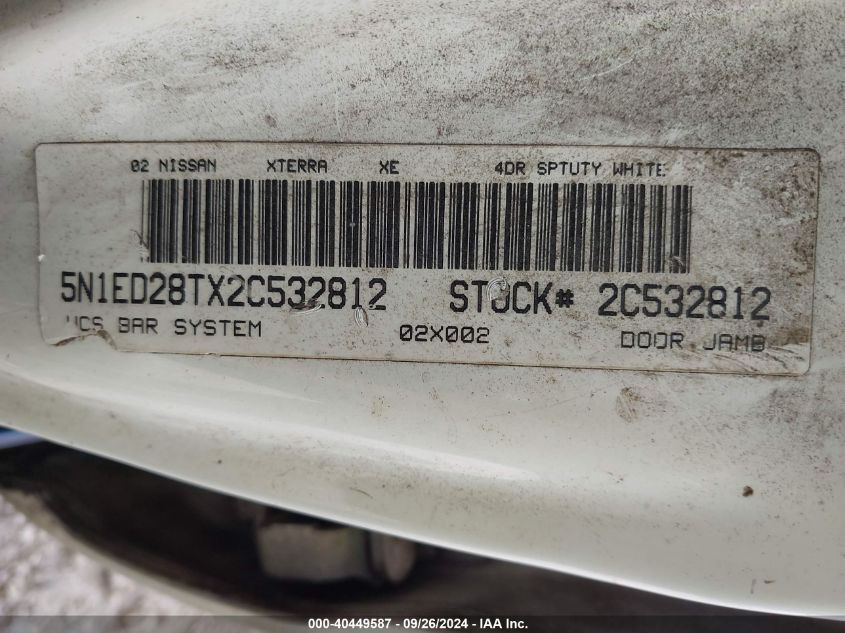 02 NISSAN XTERRA XE 4DR SPTUTY WHITE
5N1ED28TX2C532812 STOCK# 2C532812
VCS BAR SYSTEM 02X002 DOOR JAMB
000-40449587 - 09/26/2024 - IAA Inc.